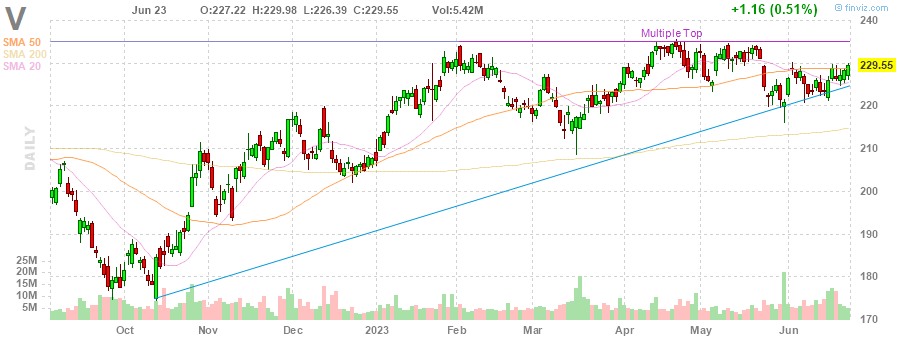 V
Jun 23 O:227.22 H:229.98 L:226.39 C:229.55 Vol:5.42M +1.16 (0.51%) finviz.com
SMA 50
SMA 200
SMA 20
Multiple Top
240
229.55
220
210
200
190
180
170
DAILY
25M
20M
15M
10M
5M
Oct Nov Dec 2023 Feb Mar Apr May Jun